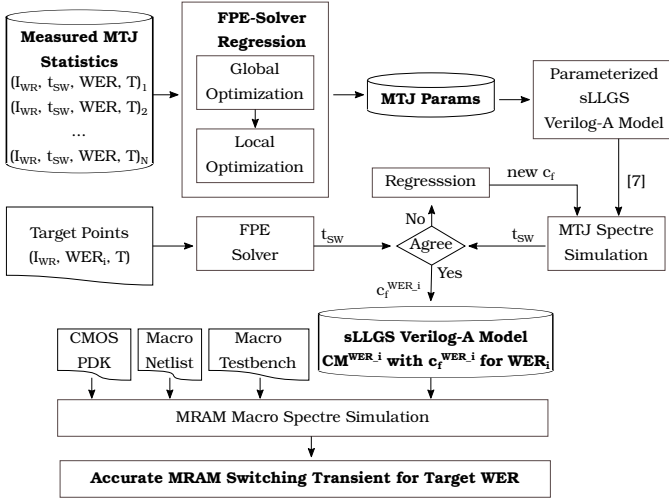 Measured MTJ
Statistics
(I_WR, t_SW, WER, T)_1
(I_WR, t_SW, WER, T)_2
...
(I_WR, t_SW, WER, T)_N
FPE-Solver
Regression
Global
Optimization
Local
Optimization
MTJ Params
Parameterized
sLLGS
Verilog-A Model
[7]
Regresssion
new c_f
No
Target Points
(I_WR, WER_i, T)
FPE
Solver
t_SW
Agree
t_SW
MTJ Spectre
Simulation
Yes
c_f^WER_i
CMOS
PDK
Macro
Netlist
Macro
Testbench
sLLGS Verilog-A Model
CM^WER_i with c_f^WER_i for WER_i
MRAM Macro Spectre Simulation
Accurate MRAM Switching Transient for Target WER